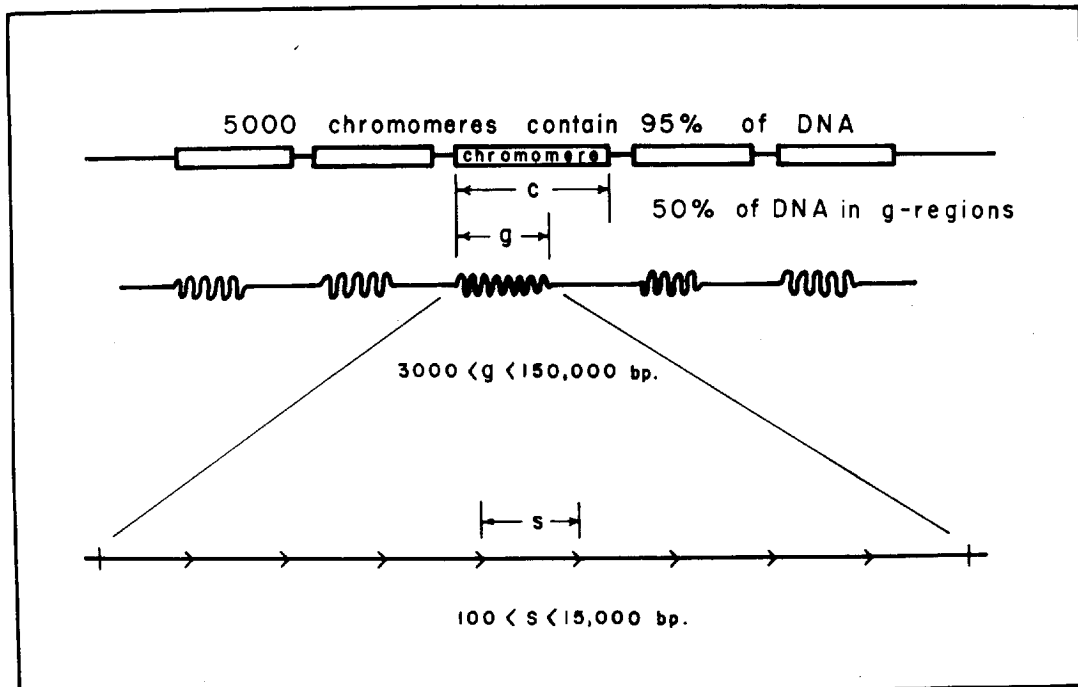 5000 chromomeres contain 95% of DNA
chromomere
c
50% of DNA in g-regions
g
3000 < g < 150,000 bp.
s
100 < s < 15,000 bp.